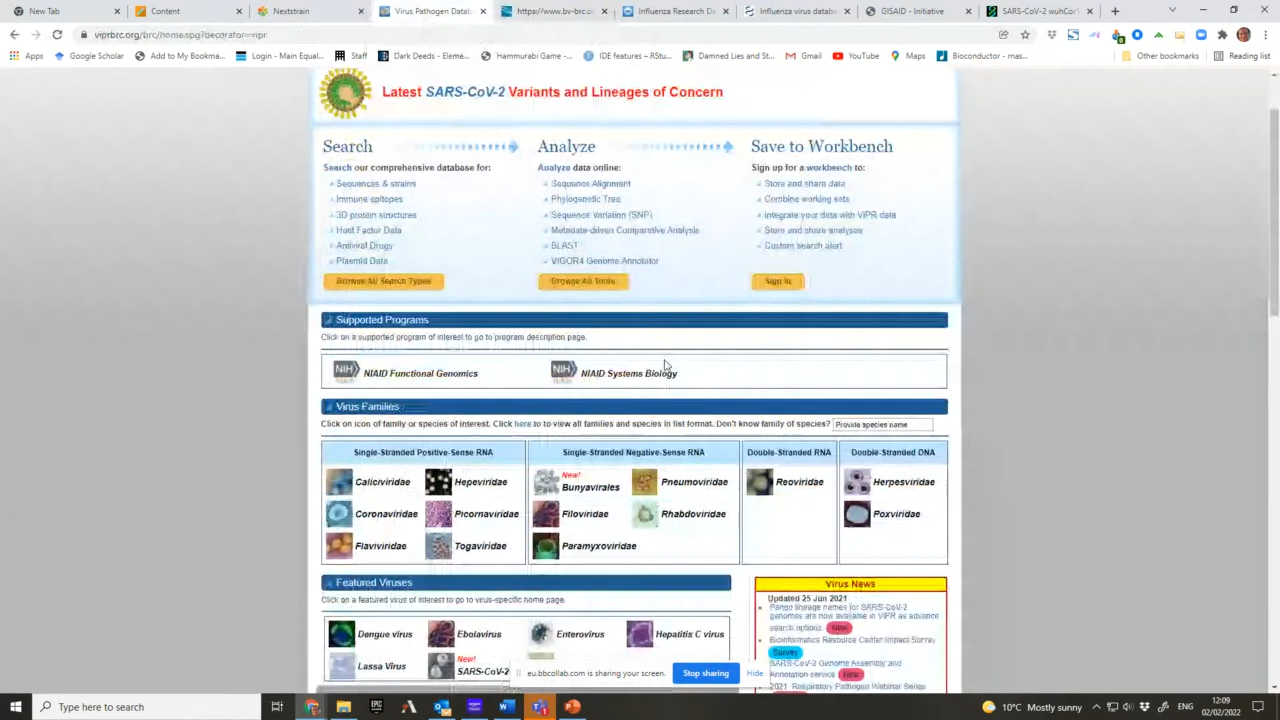 New Tab
Content
Nextstrain
Virus Pathogen Datab
https://www.bv-brc.or
Influenza Research Da
Influenza virus databa
GISAID - Initiative
SARS-CoV-2 wuhCor1
viprbrc.org/brc/home.spg?decorator=vipr
Apps
Google Scholar
Add to My Bookma...
Login - Main Equal...
Staff
Dark Deeds - Eleme...
Hammurabi Game -...
IDE features – RStu...
Damned Lies and St...
Gmail
YouTube
Maps
Bioconductor - rnas...
Other bookmarks
Reading list
Latest SARS-CoV-2 Variants and Lineages of Concern
Search
Search our comprehensive database for:
Sequences & strains
Immune epitopes
3D protein structures
Host Factor Data
Antiviral Drugs
Plasmid Data
Browse All Search Types
Analyze
Analyze data online:
Sequence Alignment
Phylogenetic Tree
Sequence Variation (SNP)
Metadata-driven Comparative Analysis
BLAST
VIGOR4 Genome Annotator
Browse All Tools
Save to Workbench
Sign up for a workbench to:
Store and share data
Combine working sets
Integrate your data with ViPR data
Store and share analyses
Custom search alert
Sign In
Supported Programs
Click on a supported program of interest to go to program description page.
NIH
NIAID Functional Genomics
NIH
NIAID Systems Biology
Virus Families
Click on icon of family or species of interest. Click here to to view all families and species in list format. Don't know family of species?
Provide species name
Single-Stranded Positive-Sense RNA
Single-Stranded Negative-Sense RNA
Double-Stranded RNA
Double-Stranded DNA
Caliciviridae
Hepeviridae
New!
Bunyavirales
Pneumoviridae
Reoviridae
Herpesviridae
Coronaviridae
Picornaviridae
Filoviridae
Rhabdoviridae
Poxviridae
Flaviviridae
Togaviridae
Paramyxoviridae
Featured Viruses
Click on a featured virus of interest to go to virus-specific home page.
Dengue virus
Ebolavirus
Enterovirus
Hepatitis C virus
Lassa Virus
New!
SARS-CoV-2
Virus News
Updated 25 Jun 2021
Pango lineage names for SARS-CoV-2
genomes are now available in ViPR as advance
search options.
New
Bioinformatics Resource Center Impact Survey
Survey
SARS-CoV-2 Genome Assembly and
Annotation service
New
2021 Respiratory Pathogen Webinar Series
eu.bbcollab.com is sharing your screen.
Stop sharing
Hide
Type here to search
EPIC
10°C Mostly sunny
ENG
12:09
02/02/2022